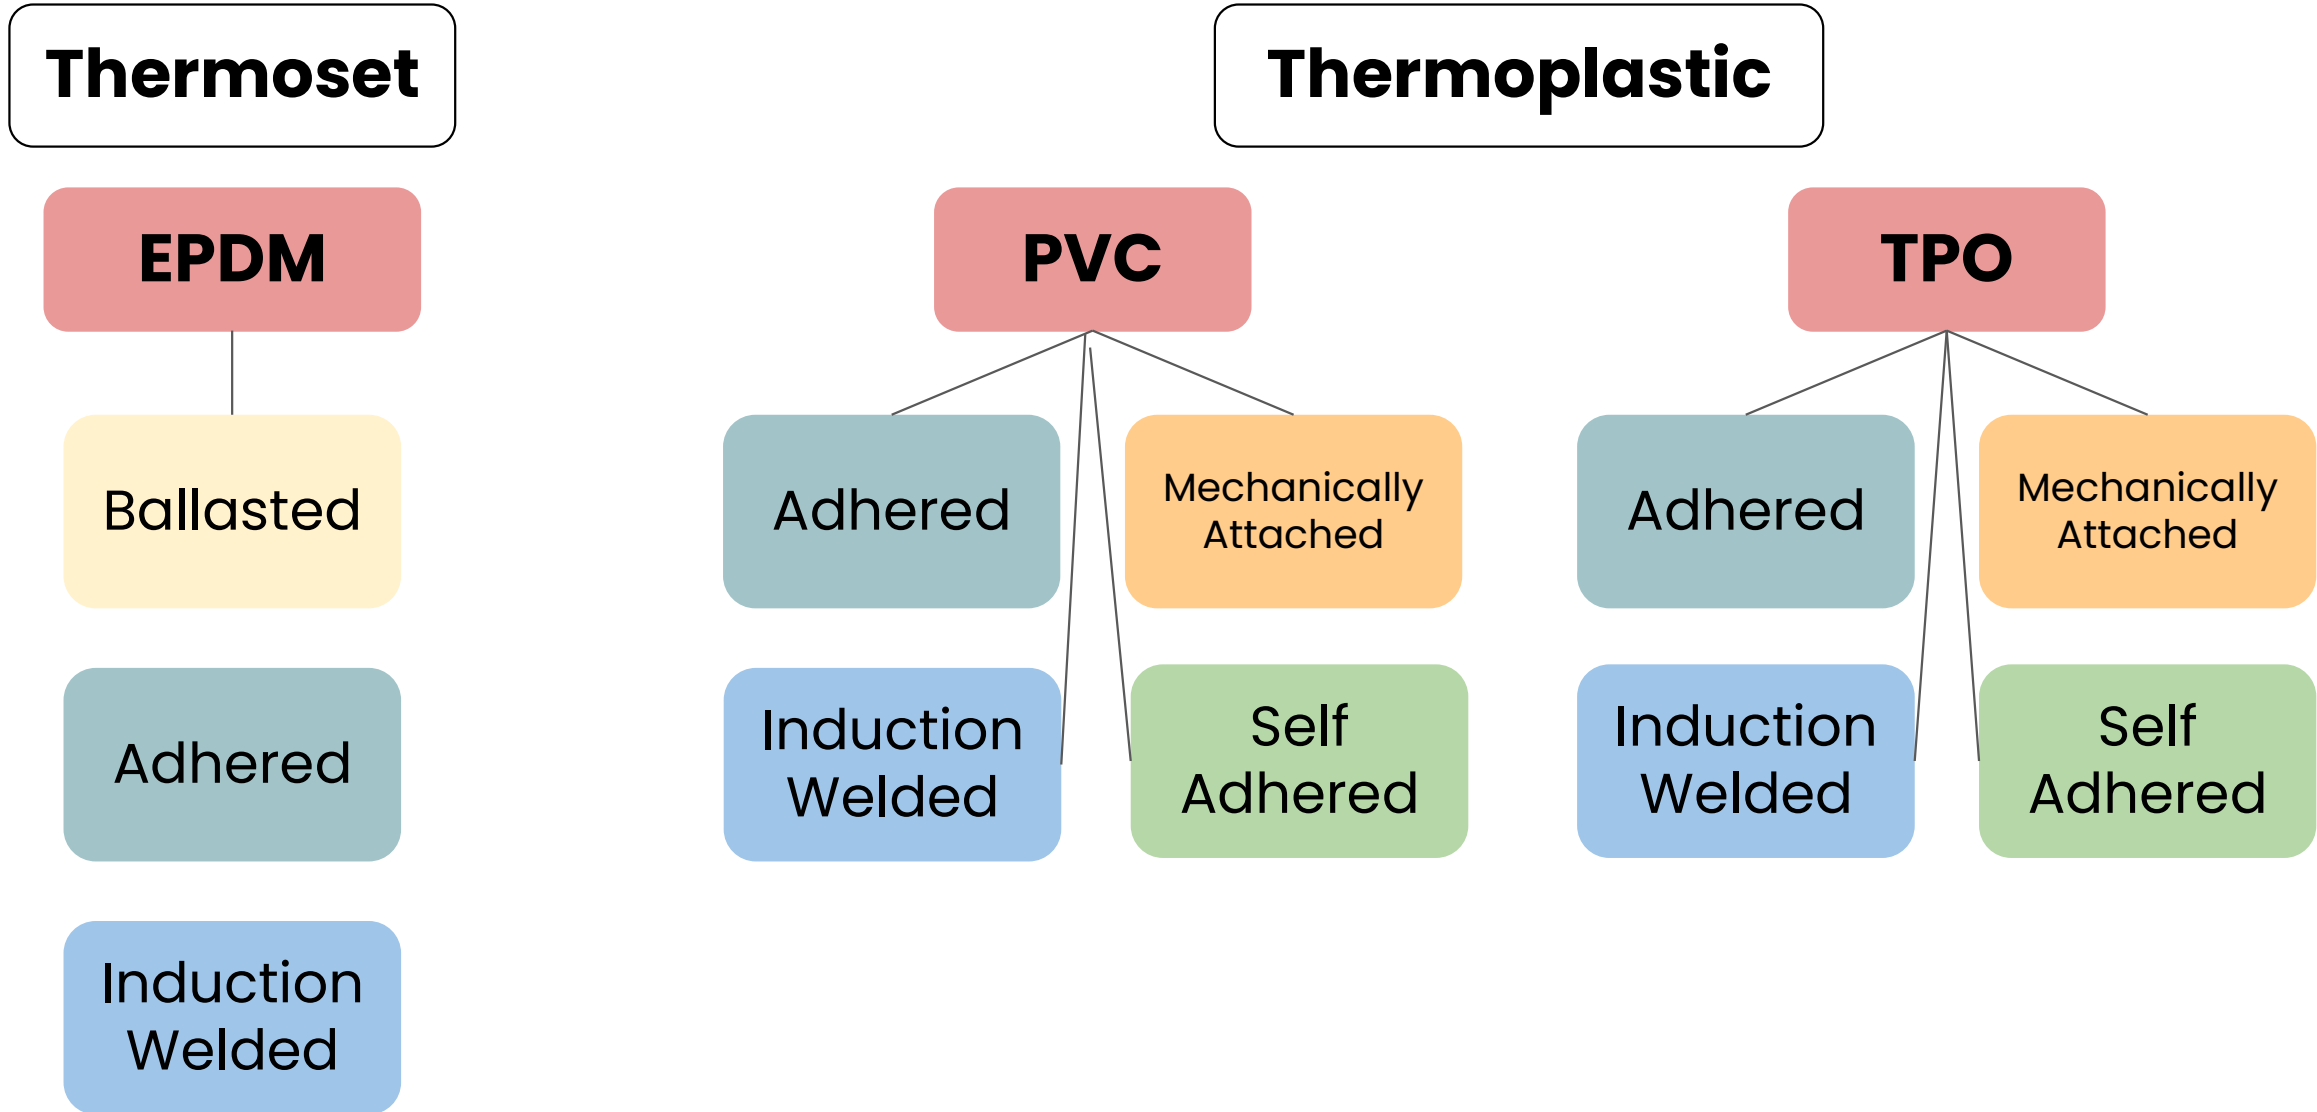 Thermoset
Thermoplastic
EPDM
PVC
TPO
Ballasted
Adhered
Mechanically
Attached
Adhered
Mechanically
Attached
Adhered
Induction
Welded
Self
Adhered
Induction
Welded
Self
Adhered
Induction
Welded